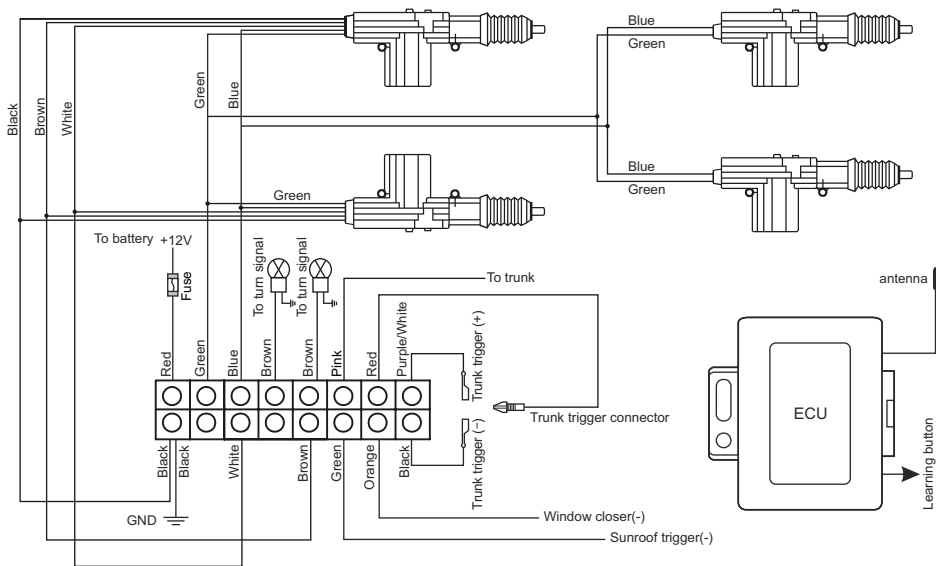 Black
Brown
White
Green
Blue
Blue
Green
Green
Blue
Green
To battery +12V
Fuse
To turn signal
To turn signal
To trunk
antenna
Red
Green
Blue
Brown
Brown
Pink
Red
Purple/White
Trunk trigger (+)
Trunk trigger connector
Trunk trigger (−)
ECU
Learning button
Black
Black
White
Brown
Green
Orange
Black
GND
Window closer(-)
Sunroof trigger(-)